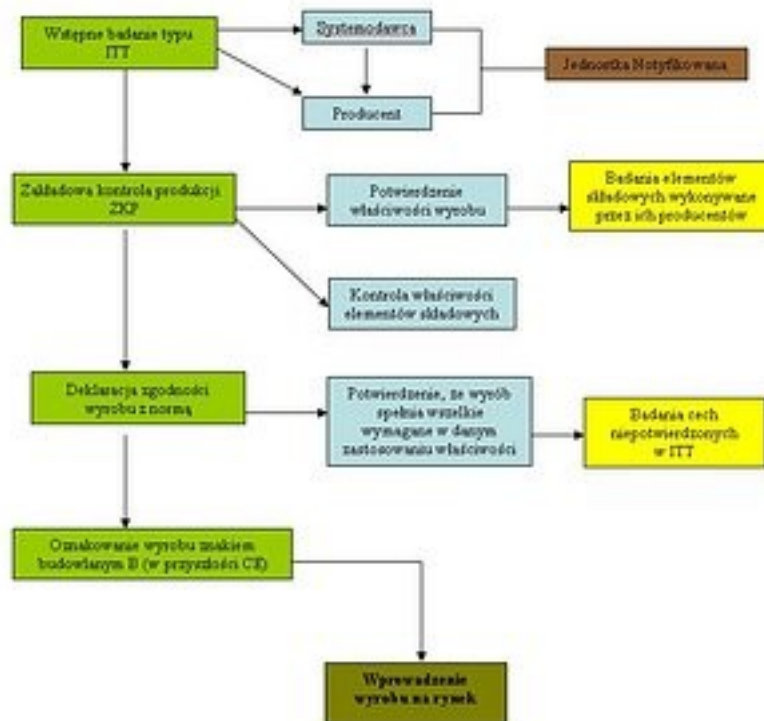 Wstępne badanie typu
ITT
Systemodawca
Producent
Jednostka Notyfikowana
Zakładowa kontrola produkcji
ZKP
Potwierdzenie
właściwości wyrobu
Badania elementów
składowych wykonywane
przez ich producentów
Kontrola właściwości
elementów składowych
Deklaracja zgodności
wyrobu z normą
Potwierdzenie, że wyrób
spełnia wszelkie
wymagane w danym
zastosowaniu właściwości
Badania cech
niepotwierdzonych
w ITT
Oznakowanie wyrobu znakiem
budowlanym B (w przyszłości CE)
Wprowadzenie
wyrobu na rynek